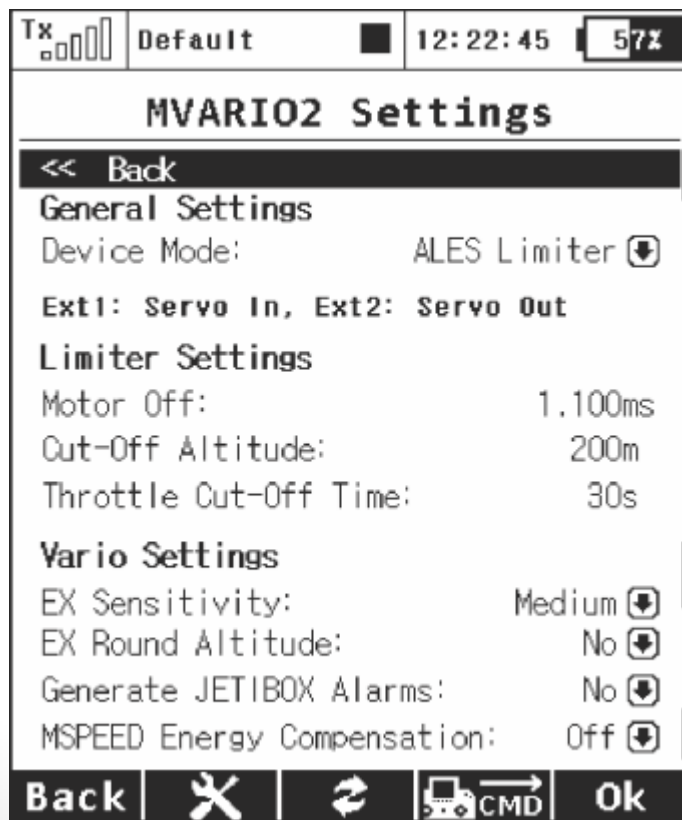 Tx Default 12:22:45 57%
MVARIO2 Settings
<< Back
General Settings
Device Mode: ALES Limiter
Ext1: Servo In, Ext2: Servo Out
Limiter Settings
Motor Off: 1.100ms
Cut-Off Altitude: 200m
Throttle Cut-Off Time: 30s
Vario Settings
EX Sensitivity: Medium
EX Round Altitude: No
Generate JETIBOX Alarms: No
MSPEED Energy Compensation: Off
Back CMD Ok